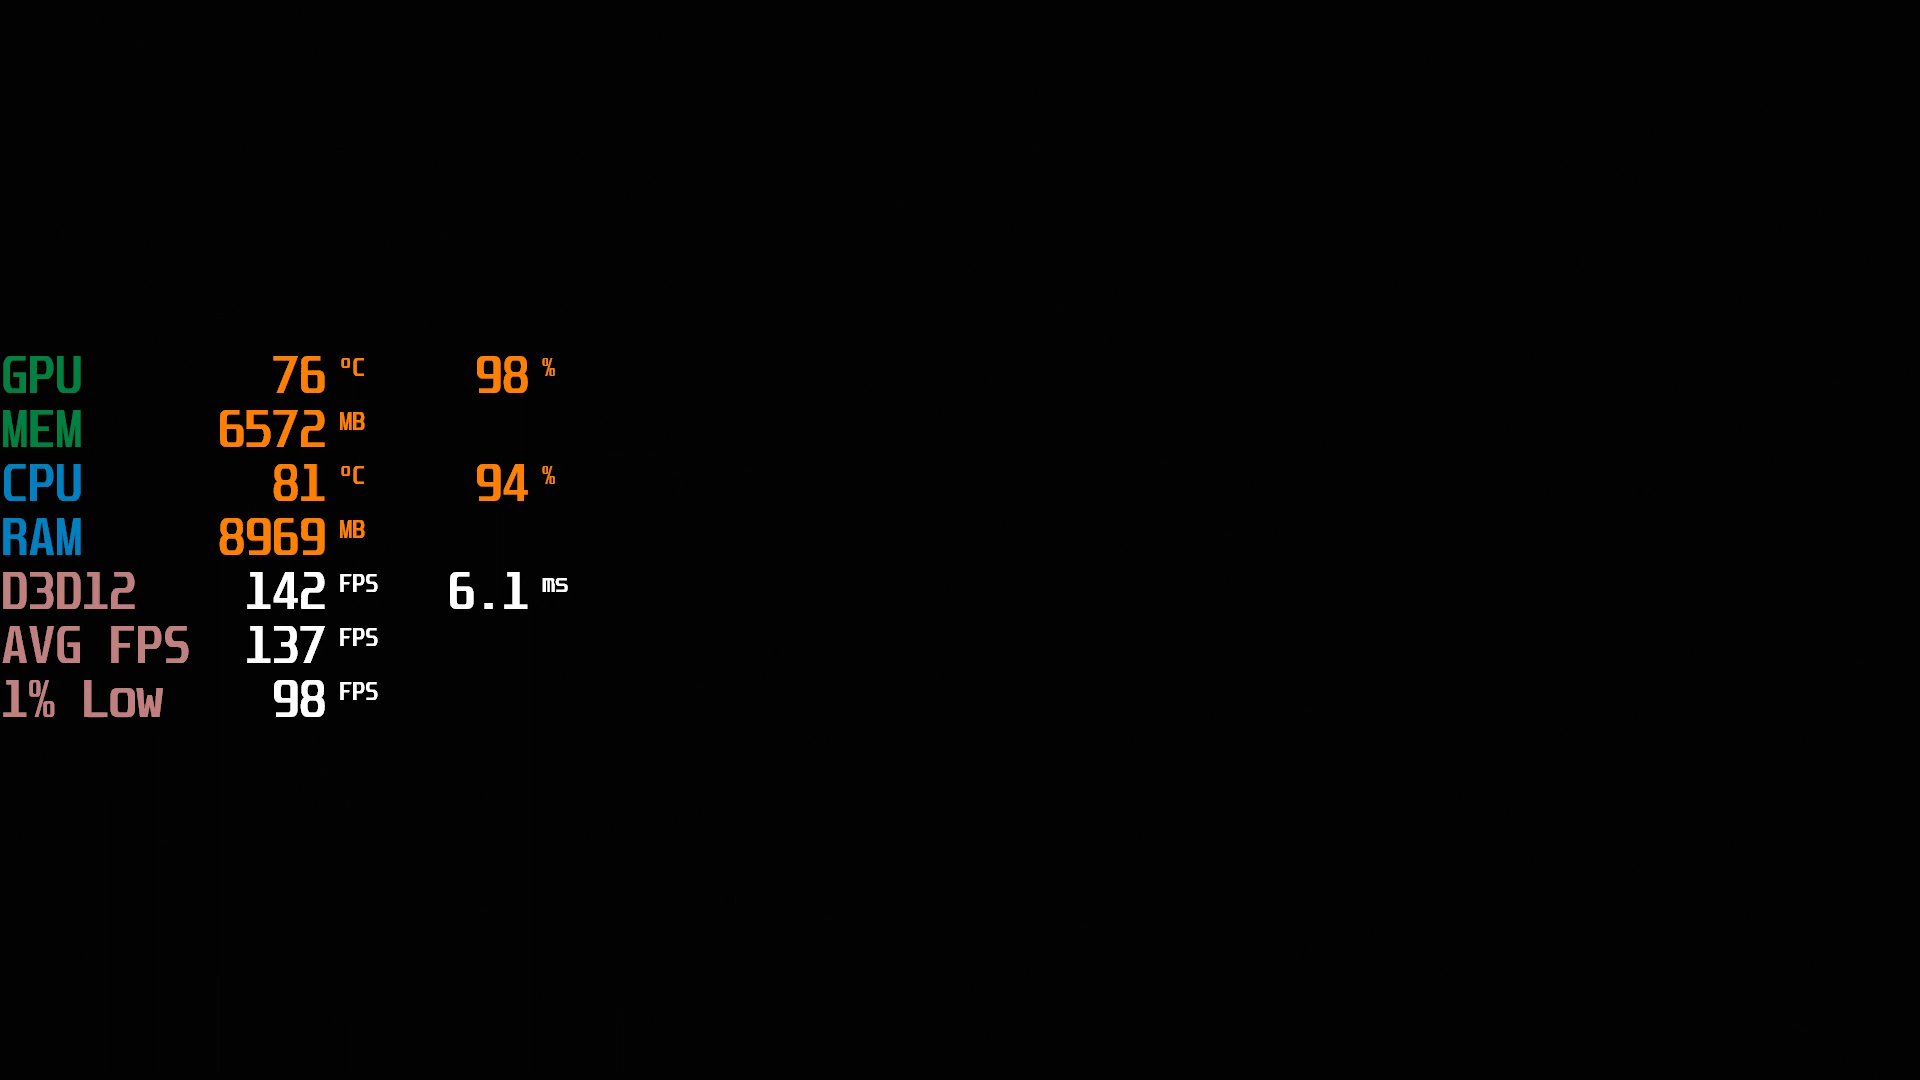 GPU 76 °C 98 %
MEM 6572 MB
CPU 81 °C 94 %
RAM 8969 MB
D3D12 142 FPS 6.1 ms
AVG FPS 137 FPS
1% Low 98 FPS